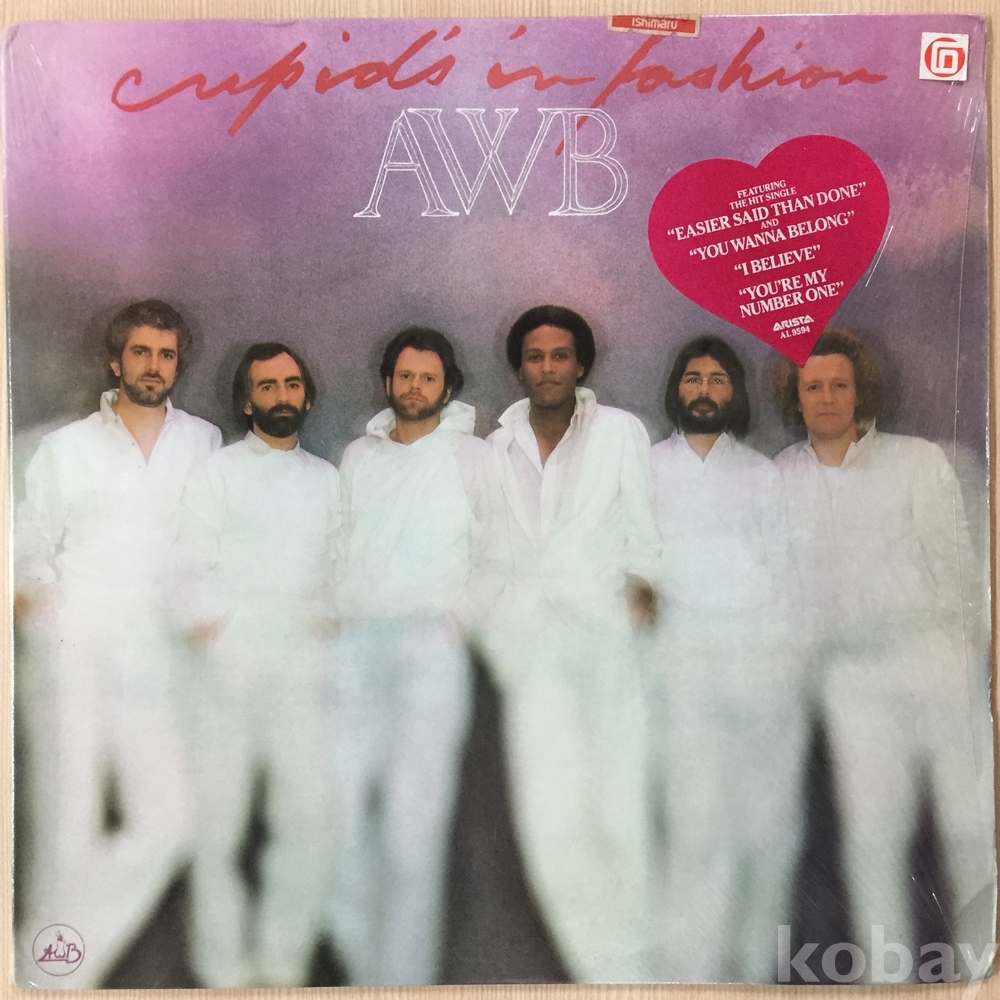 Ishimaru
cupid's in fashion
AWB
FEATURING
THE HIT SINGLE
"EASIER SAID THAN DONE"
AND
"YOU WANNA BELONG"
"I BELIEVE"
"YOU'RE MY
NUMBER ONE"
ARISTA
AL 9594
AWB
kobay